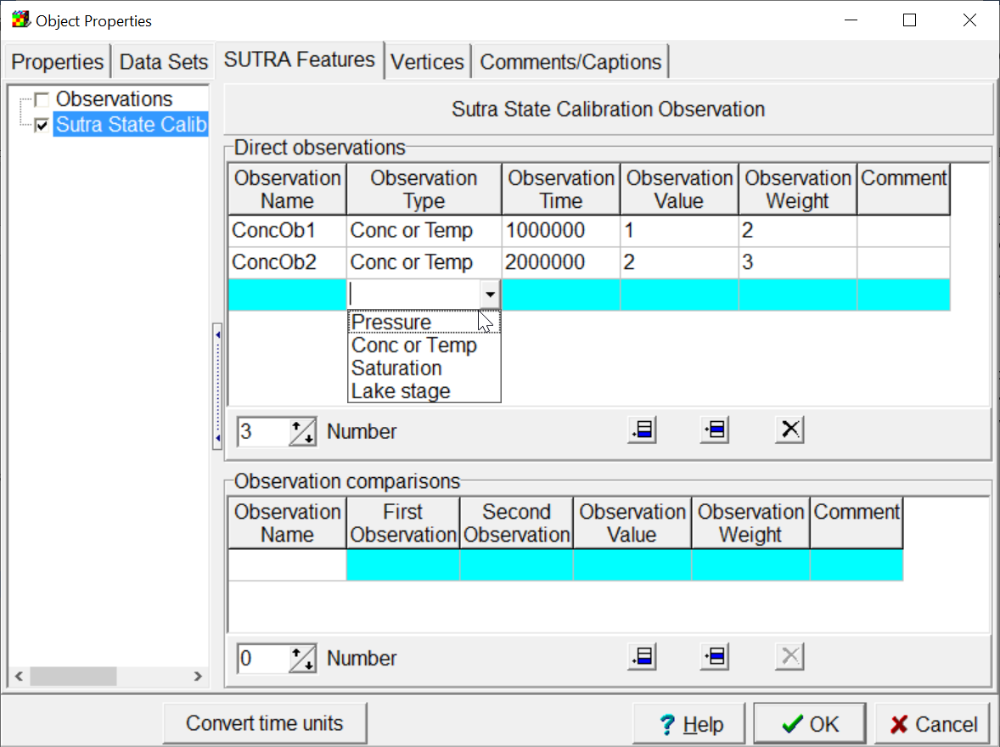 Object Properties
Properties Data Sets SUTRA Features Vertices Comments/Captions
Observations
Sutra State Calib
Sutra State Calibration Observation
Direct observations
Observation Name Observation Type Observation Time Observation Value Observation Weight Comment
ConcOb1 Conc or Temp 1000000 1 2
ConcOb2 Conc or Temp 2000000 2 3
Pressure
Conc or Temp
Saturation
Lake stage
3 Number
Observation comparisons
Observation Name First Observation Second Observation Observation Value Observation Weight Comment
0 Number
Convert time units
? Help OK Cancel